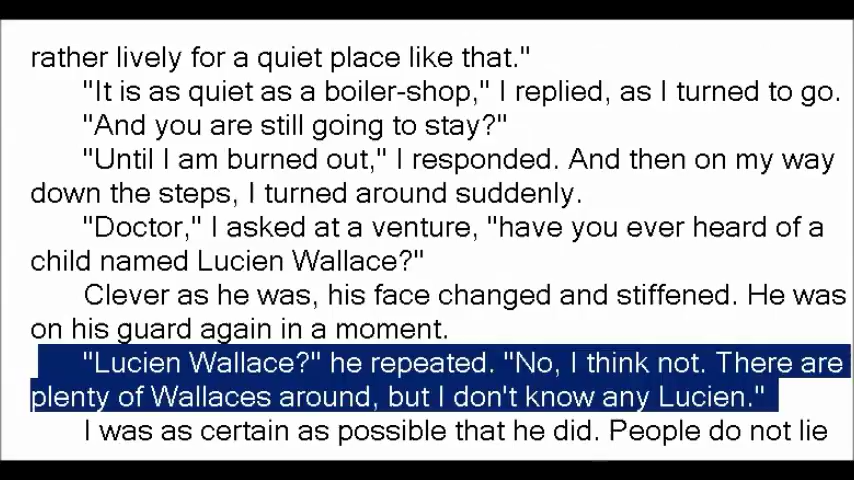 rather lively for a quiet place like that."
"It is as quiet as a boiler-shop," I replied, as I turned to go.
"And you are still going to stay?"
"Until I am burned out," I responded. And then on my way
down the steps, I turned around suddenly.
"Doctor," I asked at a venture, "have you ever heard of a
child named Lucien Wallace?"
Clever as he was, his face changed and stiffened. He was
on his guard again in a moment.
"Lucien Wallace?" he repeated. "No, I think not. There are
plenty of Wallaces around, but I don't know any Lucien."
I was as certain as possible that he did. People do not lie